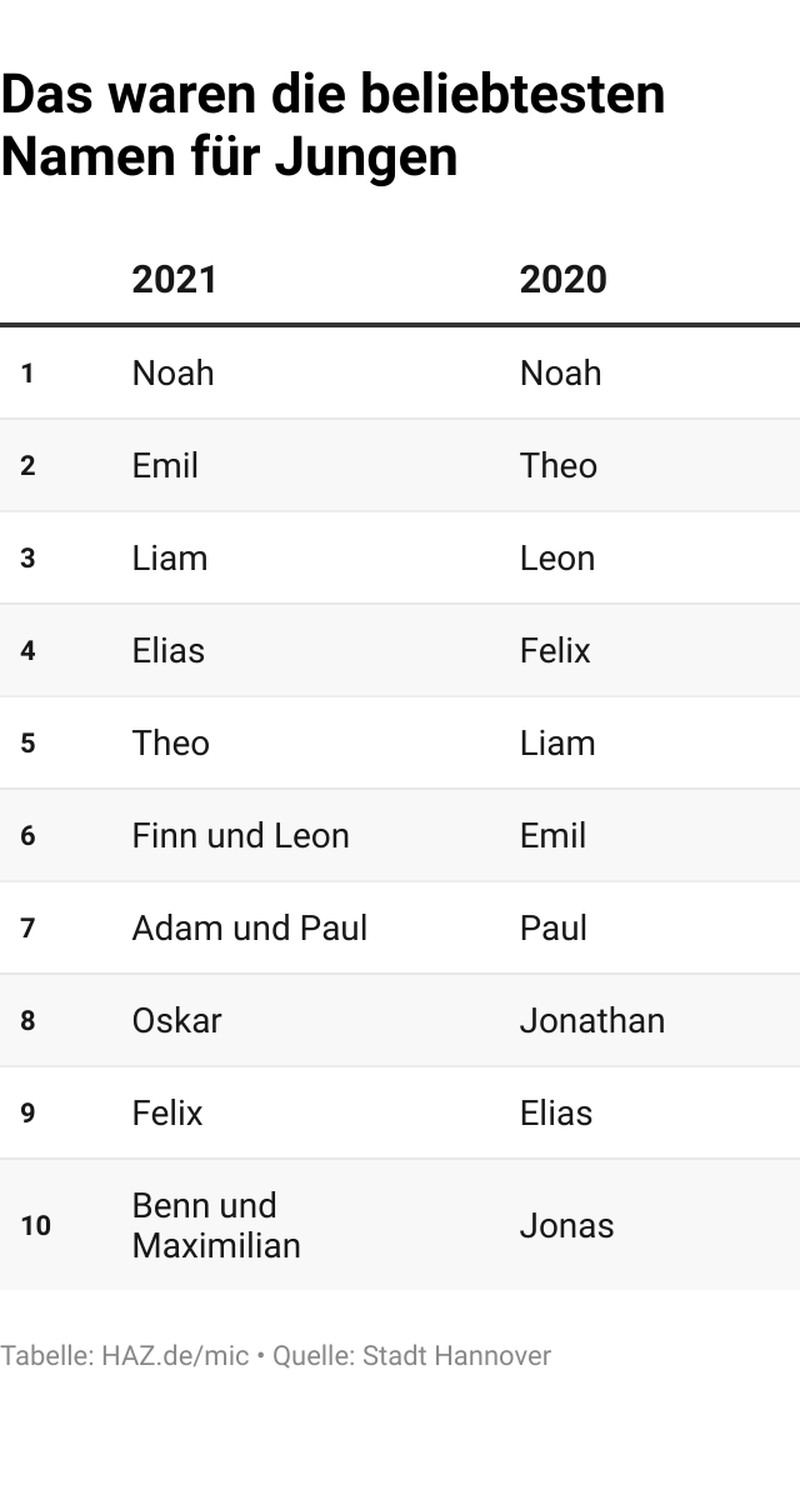 Das waren die beliebtesten
Namen für Jungen
2021 2020
1 Noah Noah
2 Emil Theo
3 Liam Leon
4 Elias Felix
5 Theo Liam
6 Finn und Leon Emil
7 Adam und Paul Paul
8 Oskar Jonathan
9 Felix Elias
10 Benn und
Maximilian Jonas
Tabelle: HAZ.de/mic • Quelle: Stadt Hannover